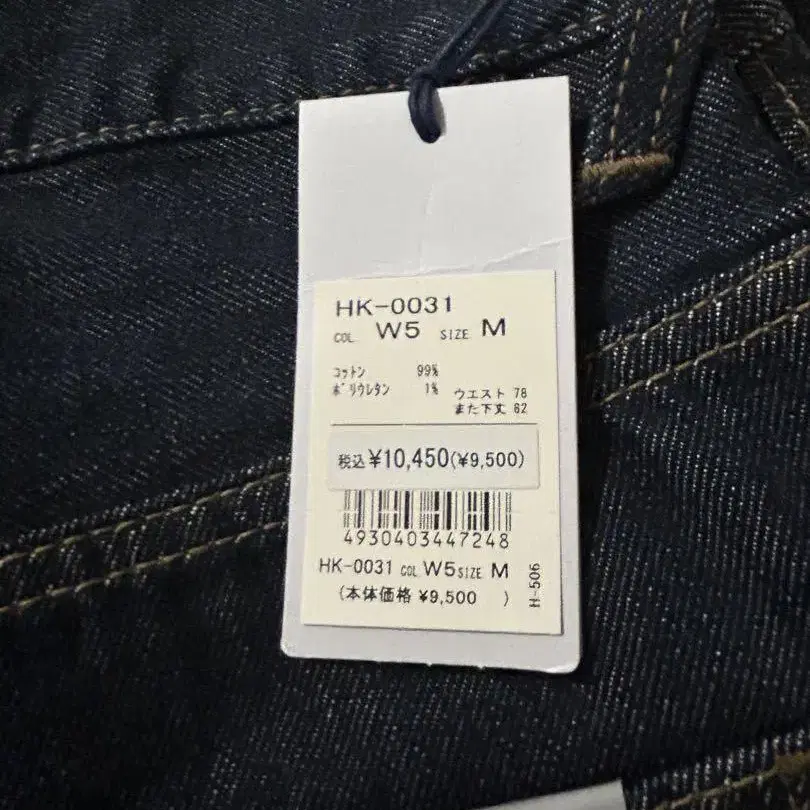 HK-0031
COL W5 SIZE M
コットン 99%
ポリウレタン 1%
ウエスト 78
また下丈 62
税込 ¥10,450(¥9,500)
4930403447248
HK-0031 COL W5 SIZE M
(本体価格 ¥9,500 )
H-506